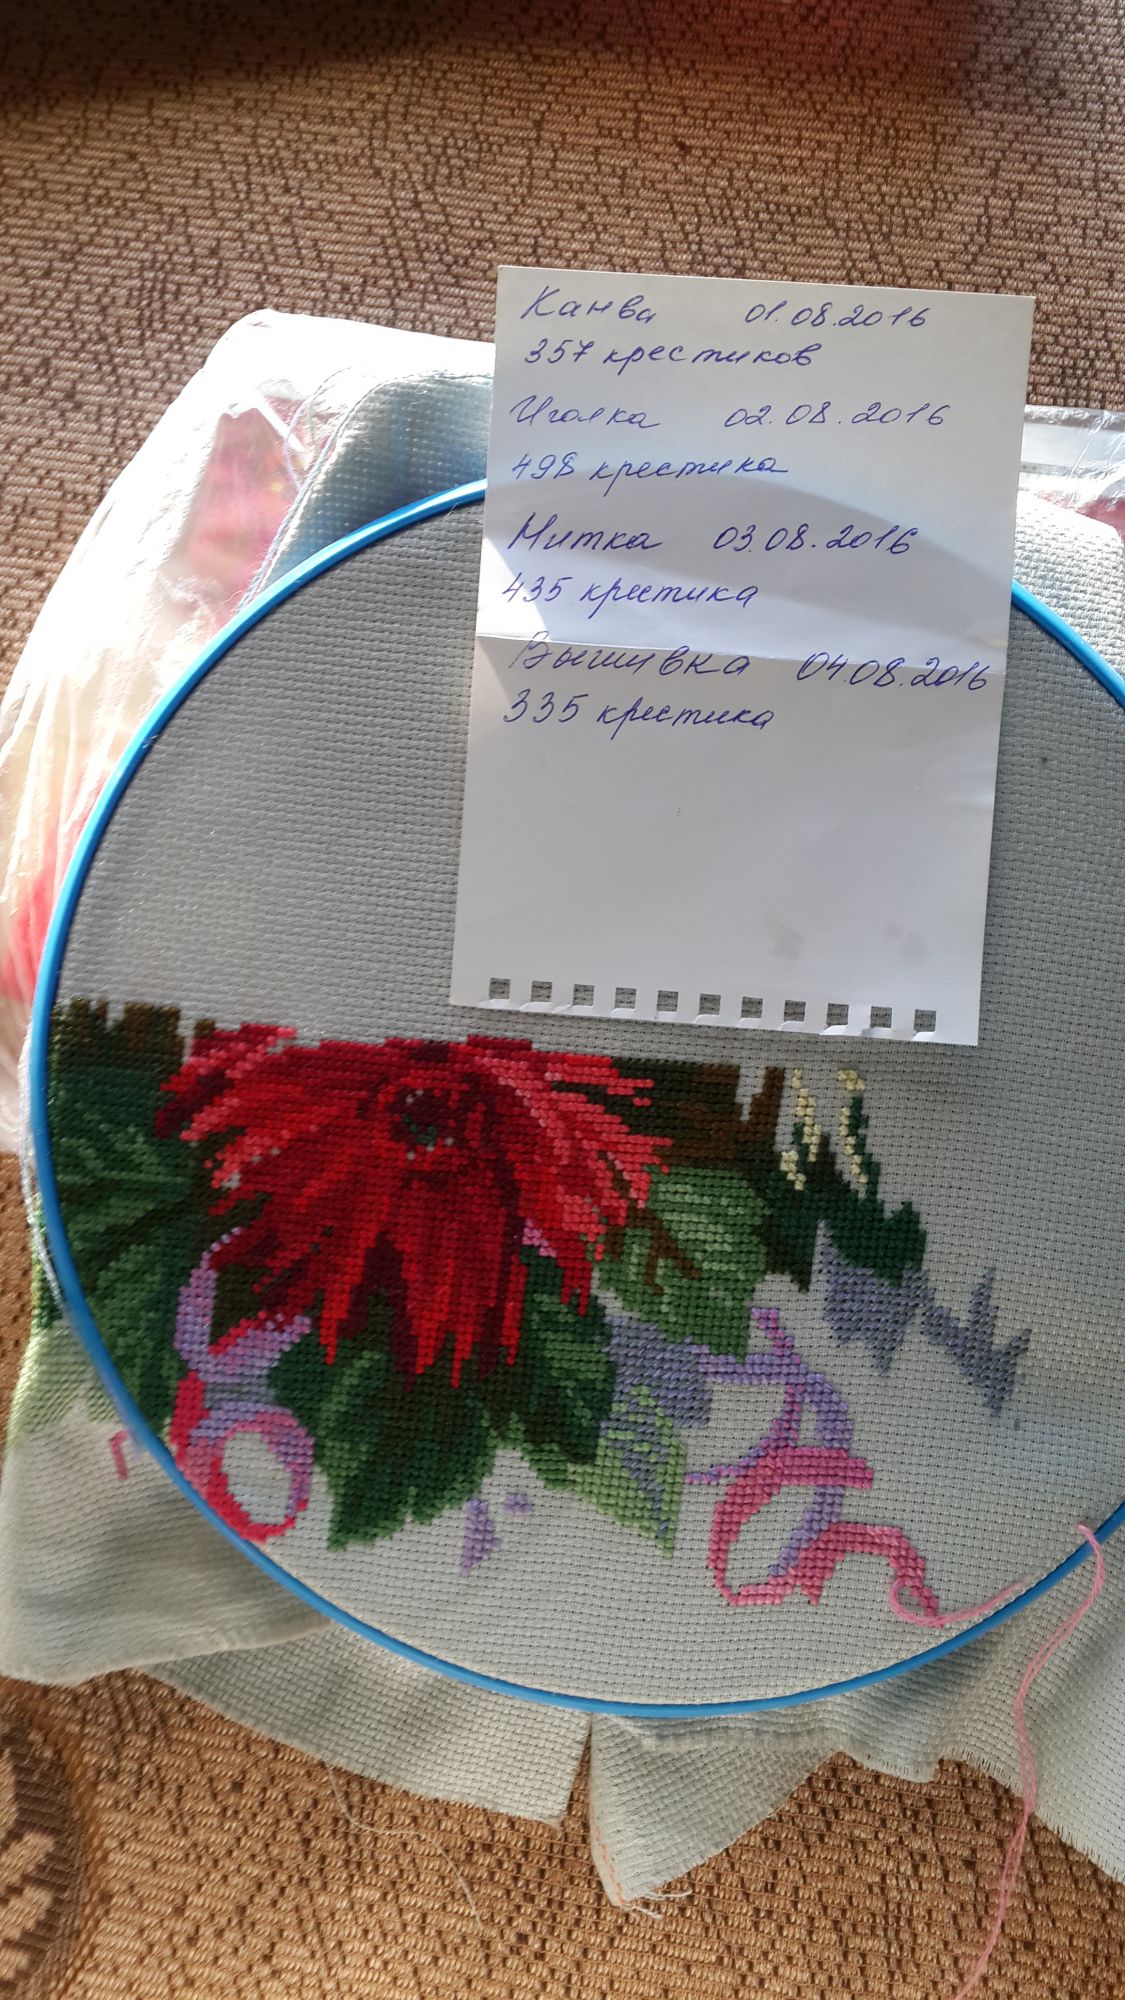 Канва 01.08.2016
357 крестиков
Иголка 02.08.2016
498 крестика
Нитка 03.08.2016
435 крестика
Вышивка 04.08.2016
335 крестика